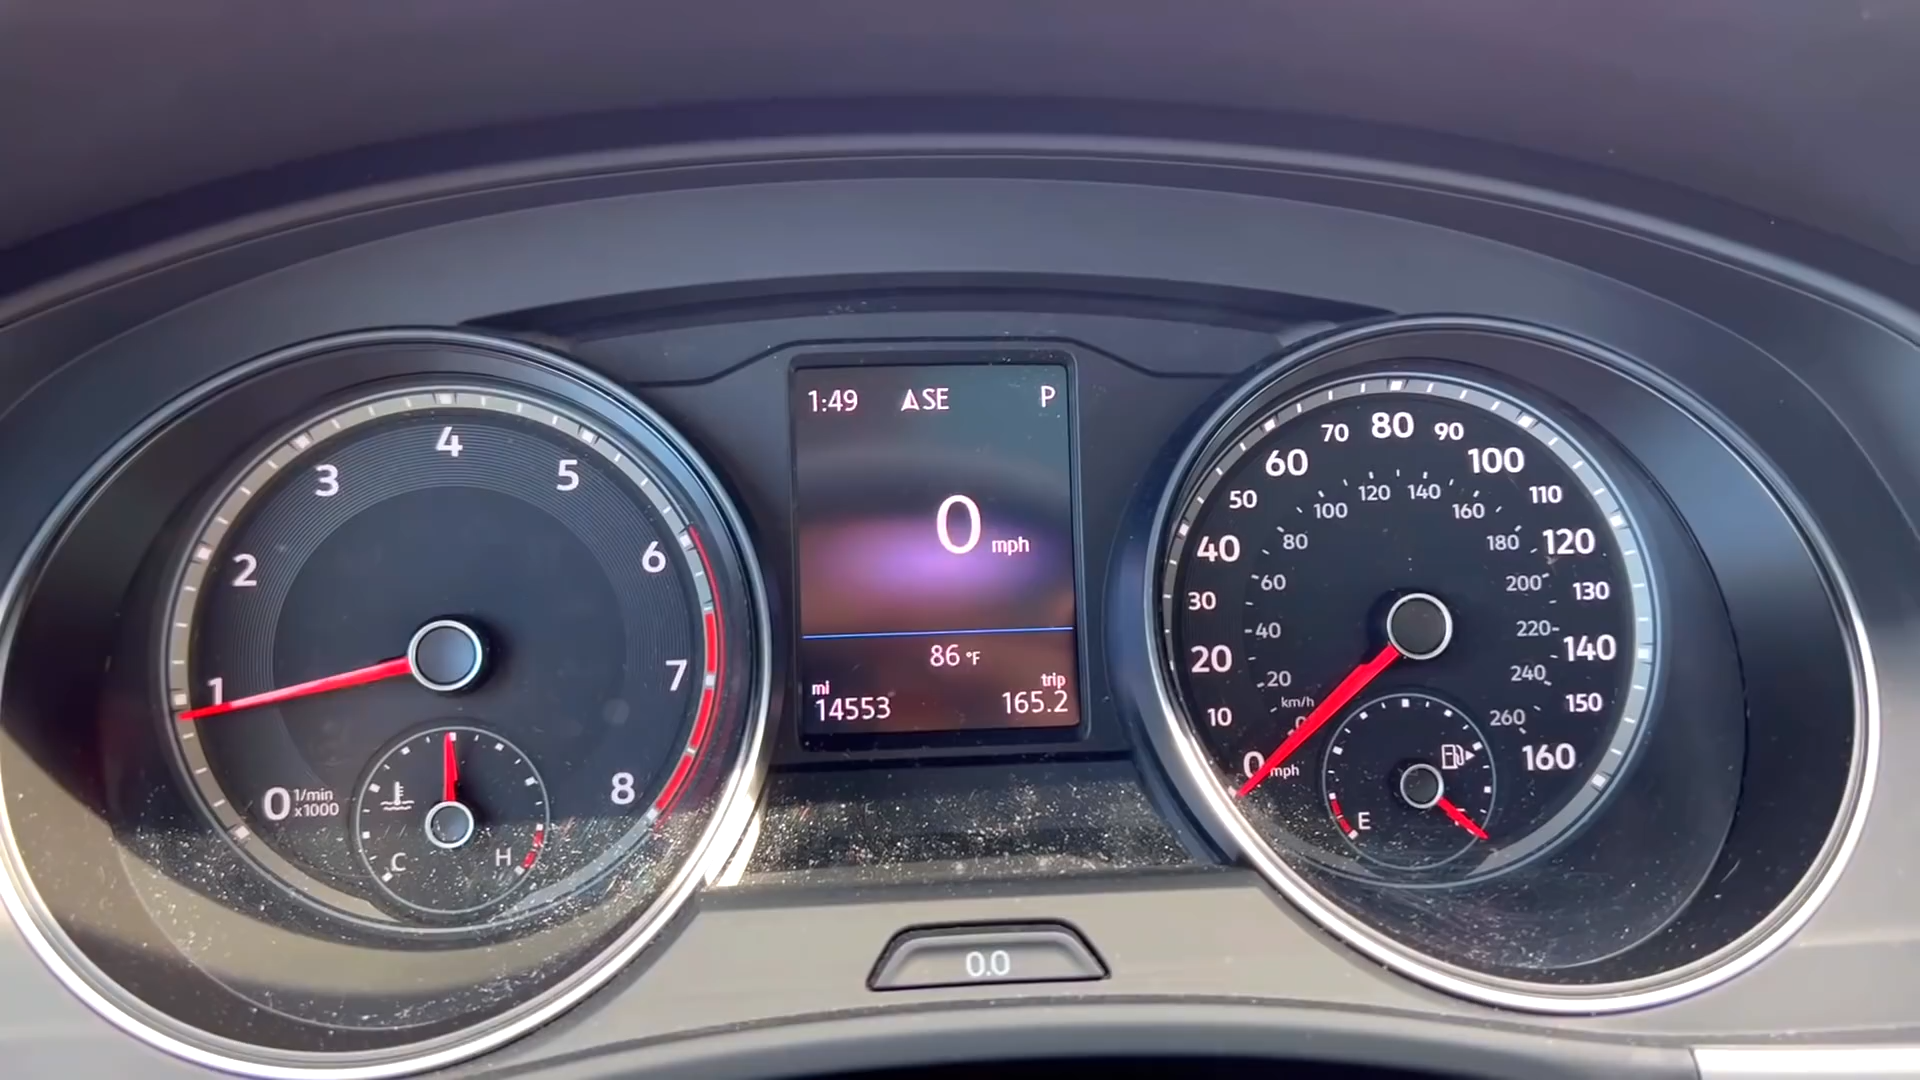 1:49 SE P
0 mph
86 °F
mi trip
14553 165.2
0 1 2 3 4 5 6 7 8
1/min
x1000
C H
0 10 20 30 40 50 60 70 80 90 100 110 120 130 140 150 160
mph
km/h
0 20 40 60 80 100 120 140 160 180 200 220 240 260
E
0.0